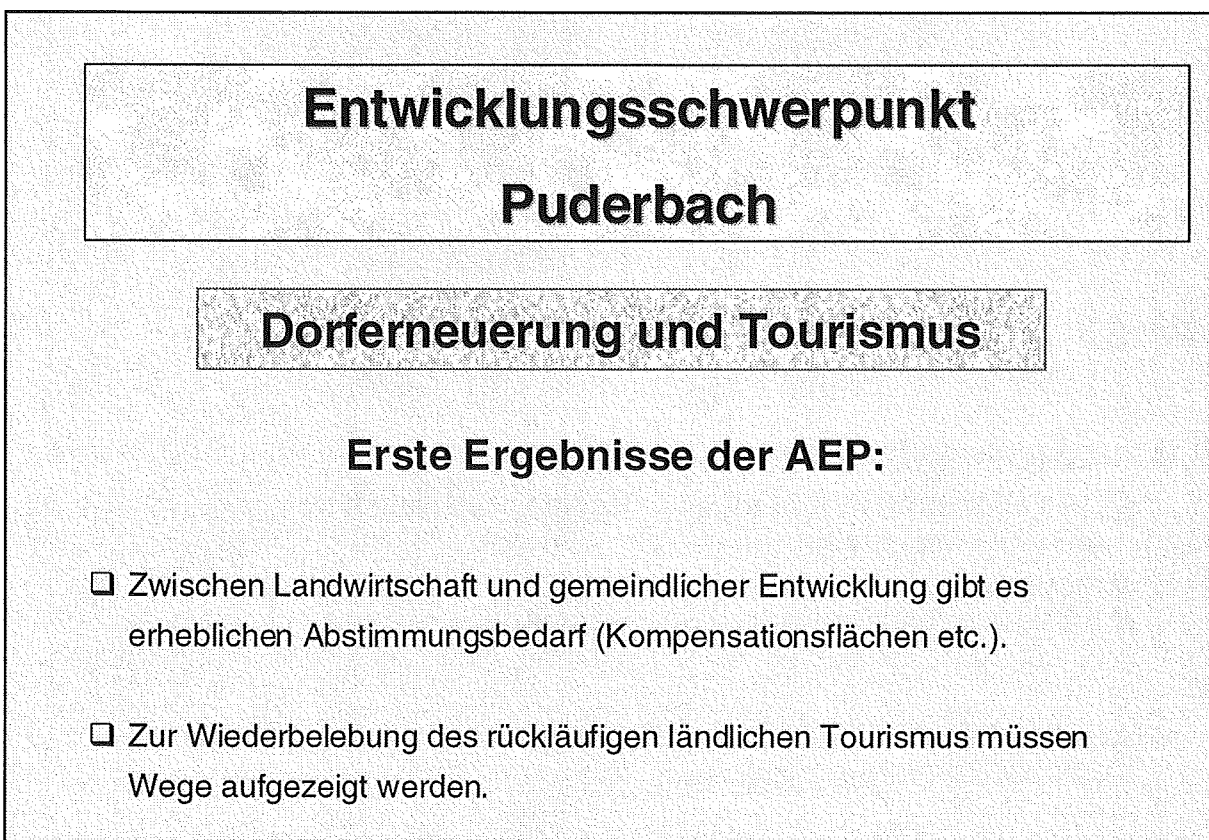 Entwicklungsschwerpunkt
Puderbach
Dorferneuerung und Tourismus
Erste Ergebnisse der AEP:
❑ Zwischen Landwirtschaft und gemeindlicher Entwicklung gibt es
erheblichen Abstimmungsbedarf (Kompensationsflächen etc.).
❑ Zur Wiederbelebung des rückläufigen ländlichen Tourismus müssen
Wege aufgezeigt werden.